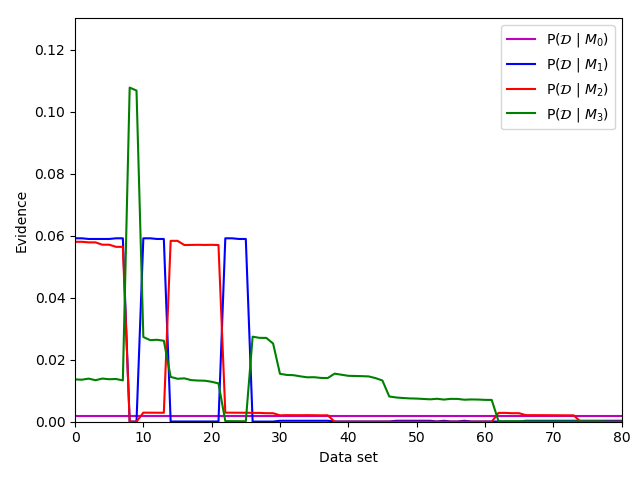 0.12
0.10
0.08
0.06
0.04
0.02
0.00
Evidence
0 10 20 30 40 50 60 70 80
Data set
P(𝒟 | M₀)
P(𝒟 | M₁)
P(𝒟 | M₂)
P(𝒟 | M₃)